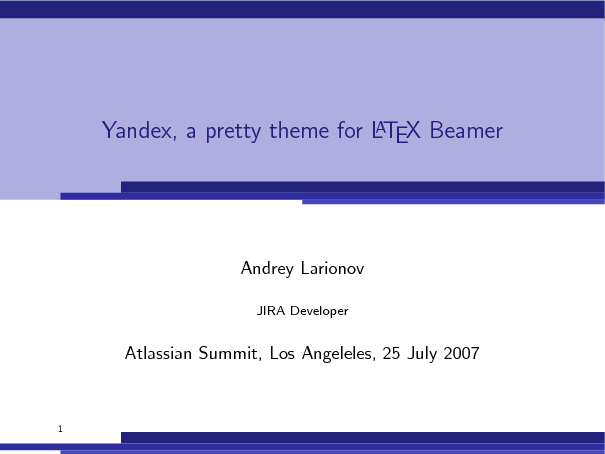 Yandex, a pretty theme for LATEX Beamer
Andrey Larionov
JIRA Developer
Atlassian Summit, Los Angeleles, 25 July 2007
1